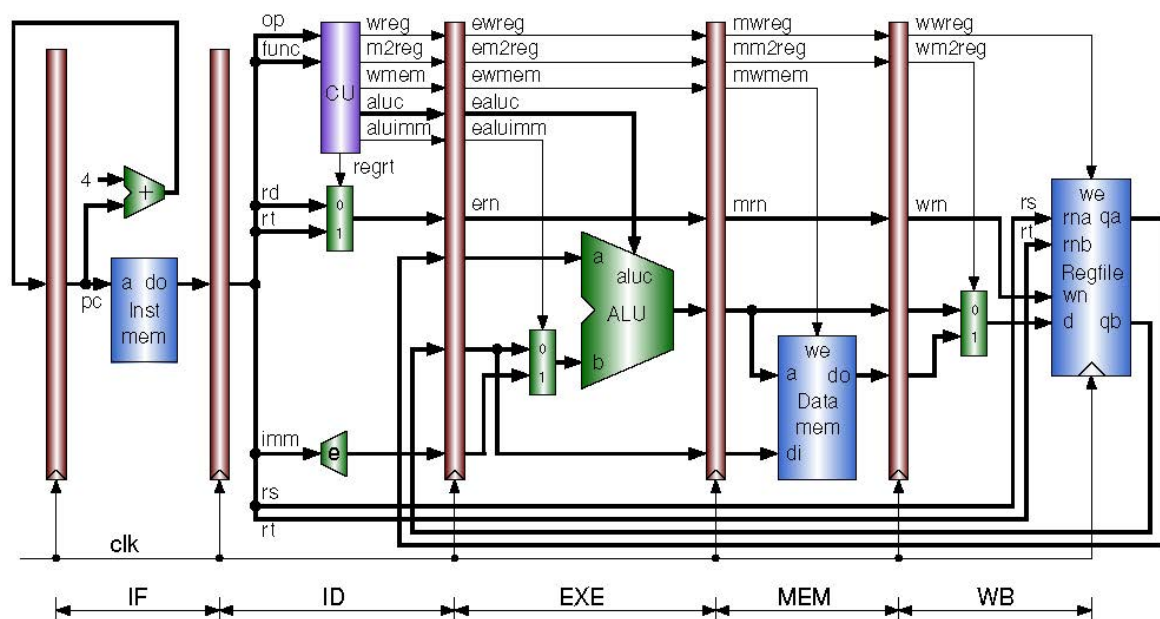 op
func
CU
wreg
m2reg
wmem
aluc
aluimm
regrt
ewreg
em2reg
ewmem
ealuc
ealuimm
mwreg
mm2reg
mwmem
wwreg
wm2reg
4
+
pc
a do
Inst
mem
rd
rt
0
1
ern
mrn
wrn
a
aluc
ALU
b
0
1
we
a do
Data
mem
di
0
1
rs
rt
we
rna qa
rnb
Regfile
wn
d qb
imm
e
rs
rt
clk
IF ID EXE MEM WB